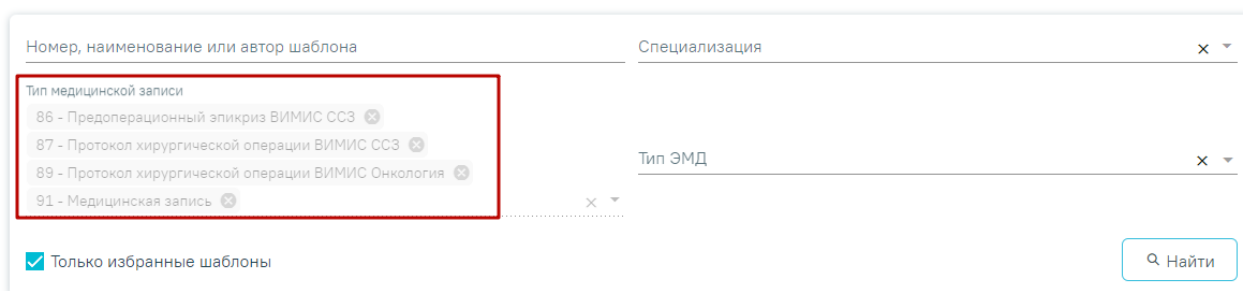 Номер, наименование или автор шаблона
Специализация
Тип медицинской записи
86 - Предоперационный эпикриз ВИМИС ССЗ
87 - Протокол хирургической операции ВИМИС ССЗ
89 - Протокол хирургической операции ВИМИС Онкология
91 - Медицинская запись
Тип ЭМД
Только избранные шаблоны
Найти